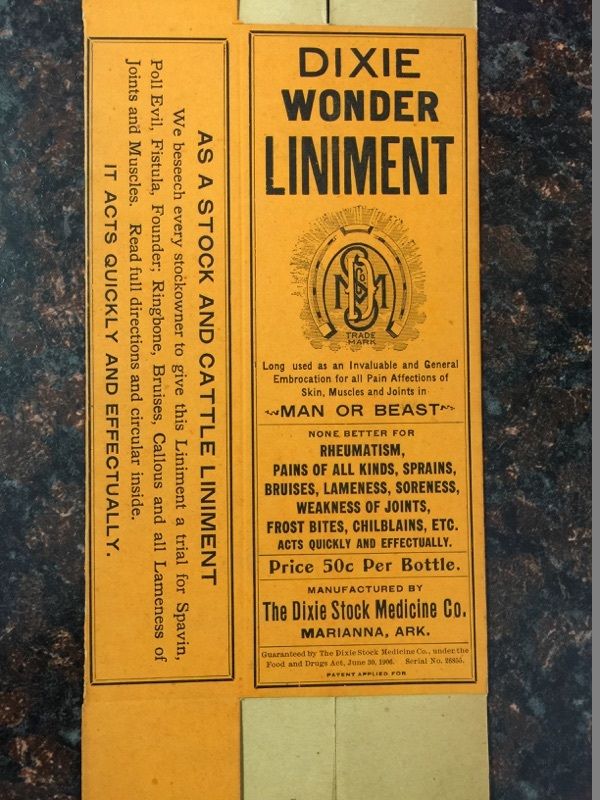 DIXIE
WONDER
LINIMENT
TRADE
MARK
Long used as an Invaluable and General
Embrocation for all Pain Affections of
Skin, Muscles and Joints in
MAN OR BEAST
NONE BETTER FOR
RHEUMATISM,
PAINS OF ALL KINDS, SPRAINS,
BRUISES, LAMENESS, SORENESS,
WEAKNESS OF JOINTS,
FROST BITES, CHILBLAINS, ETC.
ACTS QUICKLY AND EFFECTUALLY.
Price 50c Per Bottle.
MANUFACTURED BY
The Dixie Stock Medicine Co.
MARIANNA, ARK.
Guaranteed by The Dixie Stock Medicine Co., under the
Food and Drugs Act, June 30, 1906. Serial No. 26855.
PATENT APPLIED FOR
AS A STOCK AND CATTLE LINIMENT
We beseech every stockowner to give this Liniment a trial for Spavin,
Poll Evil, Fistula, Founder; Ringbone, Bruises, Callous and all Lameness of
Joints and Muscles. Read full directions and circular inside.
IT ACTS QUICKLY AND EFFECTUALLY.